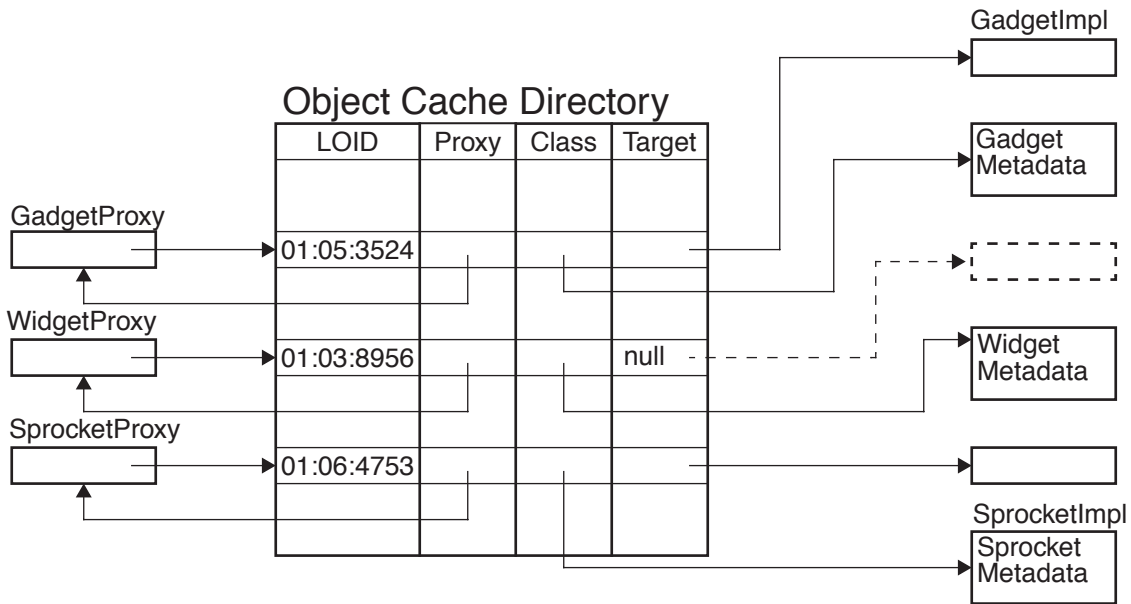 GadgetImpl
Object Cache Directory
LOID Proxy Class Target
Gadget
Metadata
GadgetProxy
01:05:3524
WidgetProxy
01:03:8956 null
Widget
Metadata
SprocketProxy
01:06:4753
SprocketImpl
Sprocket
Metadata